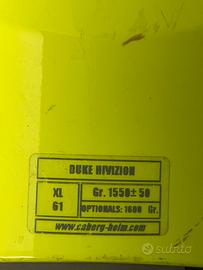 DUKE HIVIZION
XL
61
Gr. 1550± 50
OPTIONALS: 1600 Gr.
www.caberg-helm.com
subito